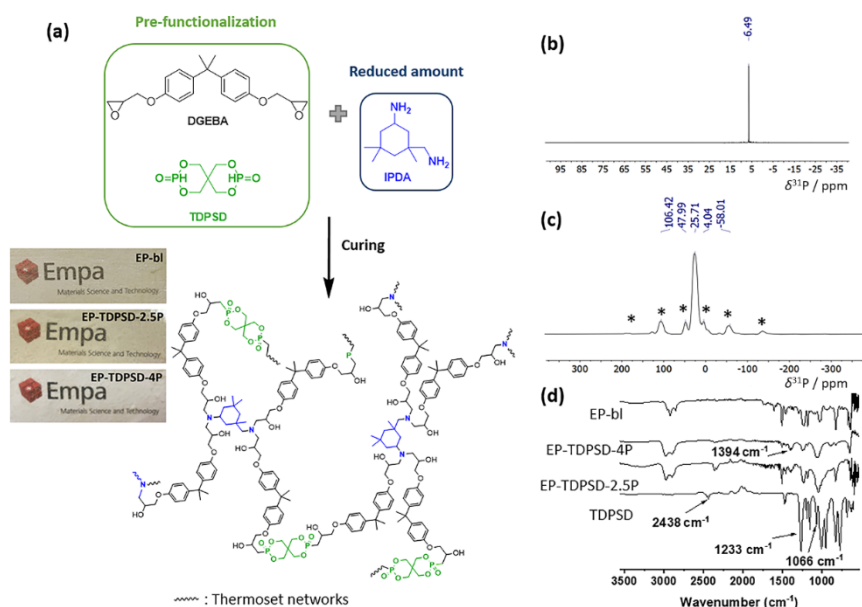 (a)
Pre-functionalization
DGEBA
TDPSD
Reduced amount
NH2
NH2
IPDA
Curing
EP-bl
Empa
Materials Science and Technology
EP-TDPSD-2.5P
Empa
Materials Science and Technology
EP-TDPSD-4P
Empa
Materials Science and Technology
: Thermoset networks
(b)
6.49
95 85 75 65 55 45 35 25 15 5 -5 -15 -25 -35
δ31P / ppm
(c)
106.42
47.99
25.71
4.04
-58.01
* * * * * *
300 200 100 0 -100 -200 -300
δ31P / ppm
(d)
EP-bl
EP-TDPSD-4P
1394 cm-1
EP-TDPSD-2.5P
TDPSD
2438 cm-1
1233 cm-1
1066 cm-1
3500 3000 2500 2000 1500 1000 500
Wavenumber (cm-1)